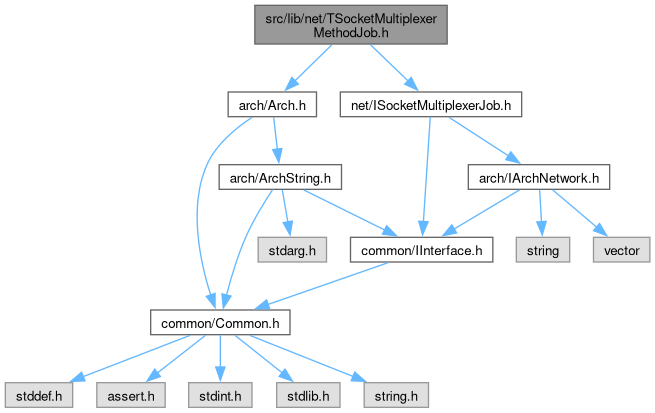 src/lib/net/TSocketMultiplexer
MethodJob.h
arch/Arch.h
net/ISocketMultiplexerJob.h
arch/ArchString.h
arch/IArchNetwork.h
stdarg.h
common/IInterface.h
string
vector
common/Common.h
stddef.h
assert.h
stdint.h
stdlib.h
string.h